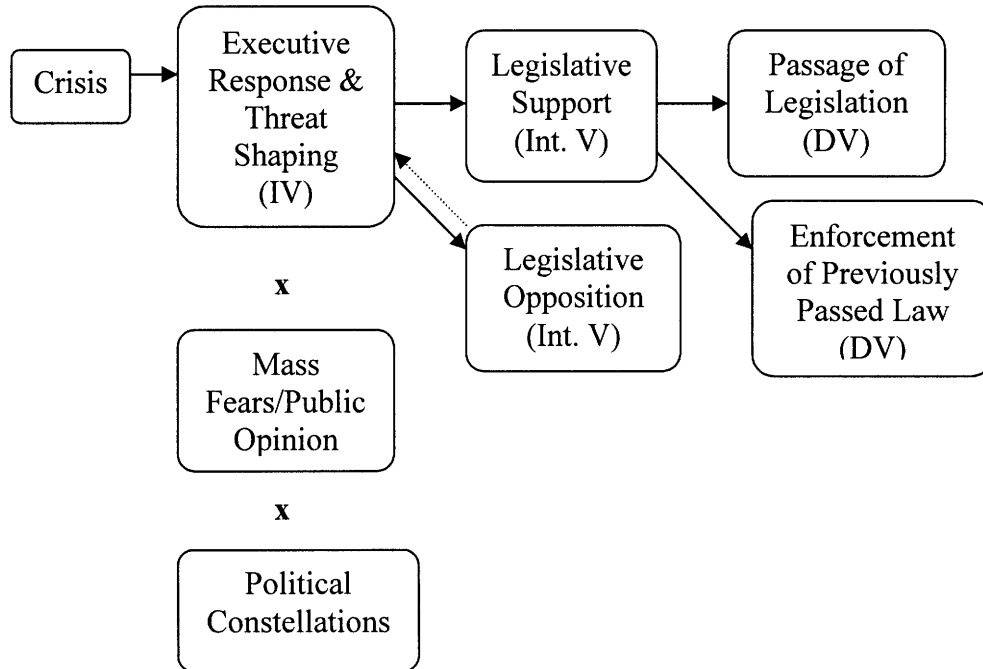 Crisis
Executive
Response &
Threat
Shaping
(IV)
Legislative
Support
(Int. V)
Passage of
Legislation
(DV)
Legislative
Opposition
(Int. V)
Enforcement
of Previously
Passed Law
(DV)
x
Mass
Fears/Public
Opinion
x
Political
Constellations